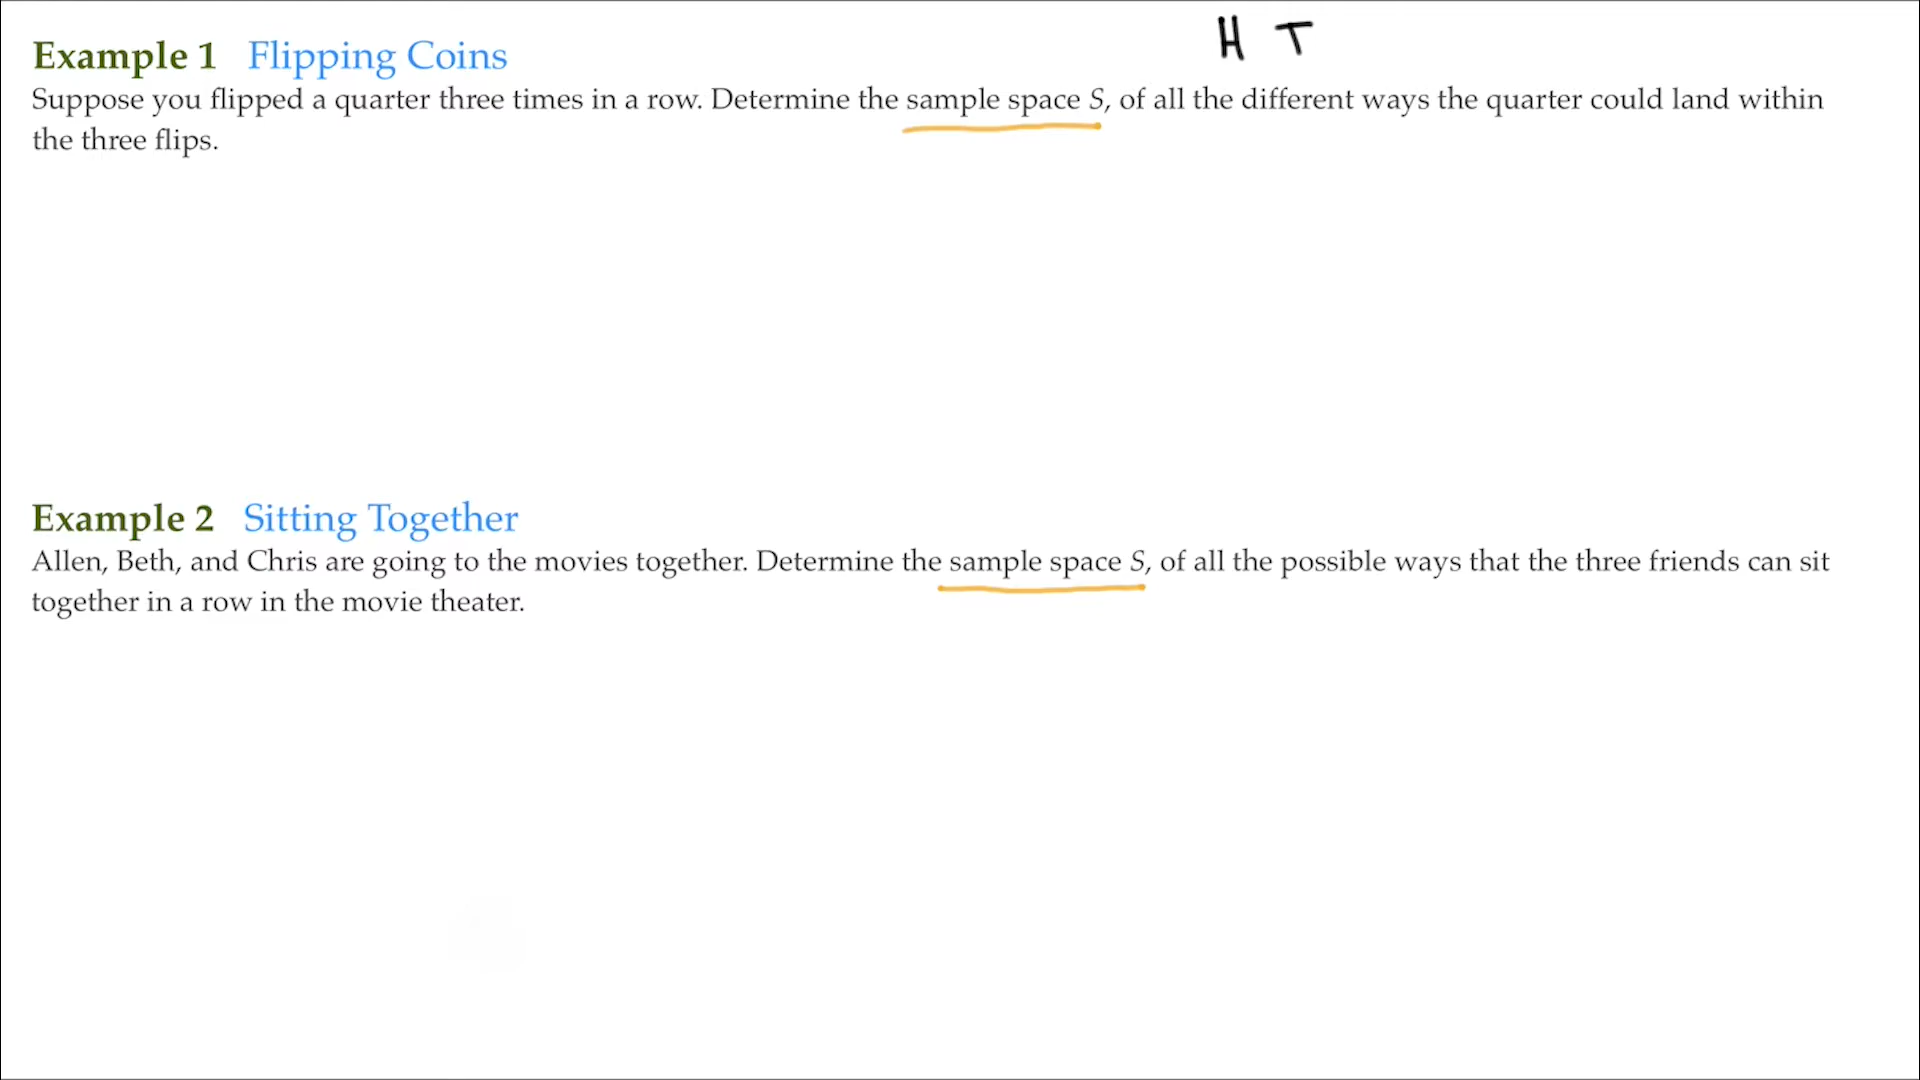 H T
Example 1 Flipping Coins
Suppose you flipped a quarter three times in a row. Determine the sample space S, of all the different ways the quarter could land within
the three flips.
Example 2 Sitting Together
Allen, Beth, and Chris are going to the movies together. Determine the sample space S, of all the possible ways that the three friends can sit
together in a row in the movie theater.